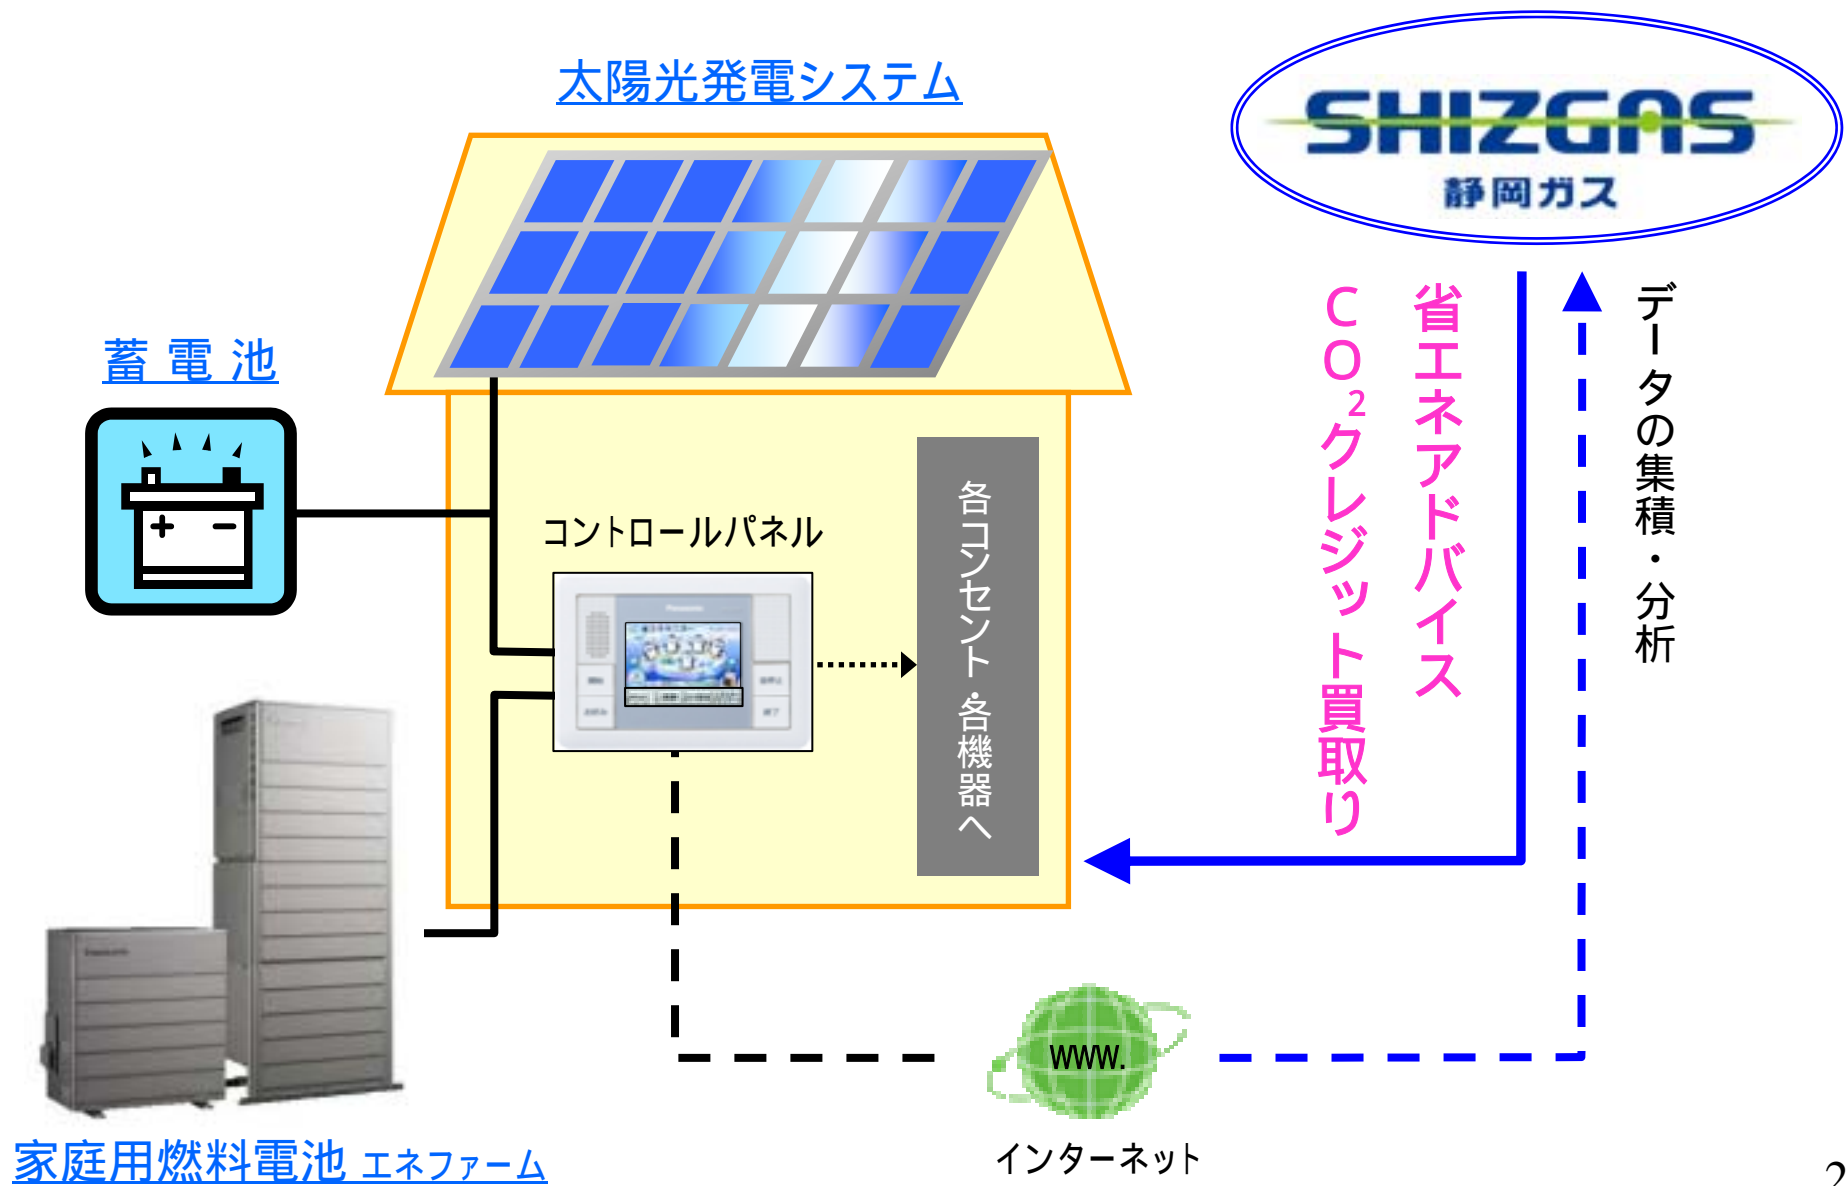 太陽光発電システム
SHIZGAS
静岡ガス
蓄電池
コントロールパネル
Panasonic
各コンセント・各機器へ
CO₂クレジット買取り
省エネアドバイス
データの集積・分析
www.
インターネット
家庭用燃料電池 エネファーム
2